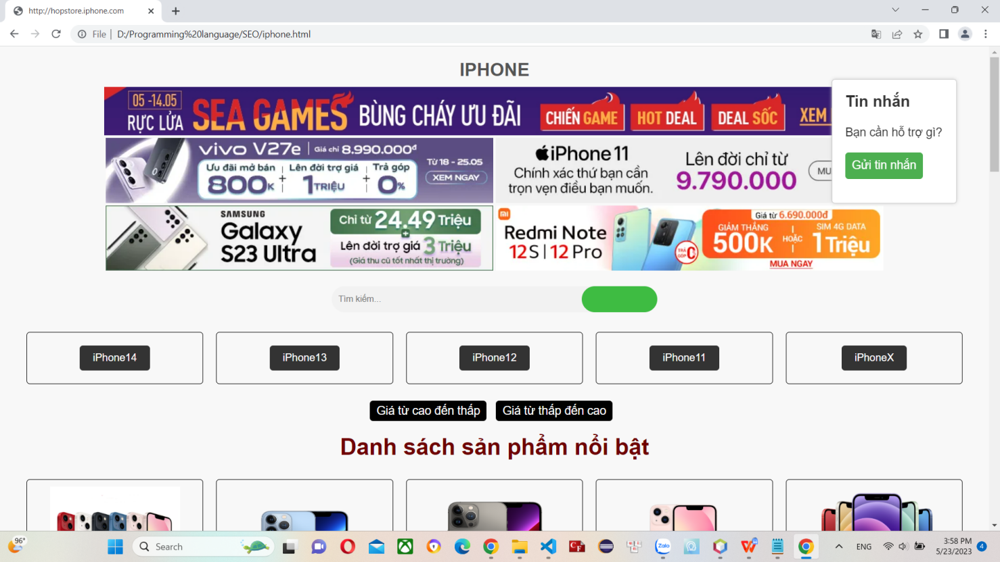 http://hopstore.iphone.com
File | D:/Programming%20language/SEO/iphone.html
IPHONE
05 -14.05
RỰC LỬA
SEA GAMES
BÙNG CHÁY ƯU ĐÃI
CHIẾN GAME
HOT DEAL
DEAL SỐC
XEM
Tin nhắn
Bạn cần hỗ trợ gì?
Gửi tin nhắn
vivo V27e | Giá chỉ 8.990.000đ
Ưu đãi mở bán
800K
+
Lên đời trợ giá
1TRIỆU
+
Trả góp
0%
Từ 18 - 25.05
XEM NGAY
iPhone 11
Chính xác thứ bạn cần
trọn vẹn điều bạn muốn.
Lên đời chỉ từ
9.790.000
MU
SAMSUNG
Galaxy
S23 Ultra
Chỉ từ 24.49 Triệu
+
Lên đời trợ giá 3 Triệu
(Giá thu cũ tốt nhất thị trường)
mi
Redmi Note
12S | 12 Pro
TRẢ GÓP 0%
Giá từ 6.690.000đ
GIẢM THẲNG
500K
HOẶC
SIM 4G DATA
1 Triệu
MUA NGAY
Tìm kiếm...
iPhone14
iPhone13
iPhone12
iPhone11
iPhoneX
Giá từ cao đến thấp
Giá từ thấp đến cao
Danh sách sản phẩm nổi bật
96°
Search
Zalo
CF
ENG
3:58 PM
5/23/2023
4